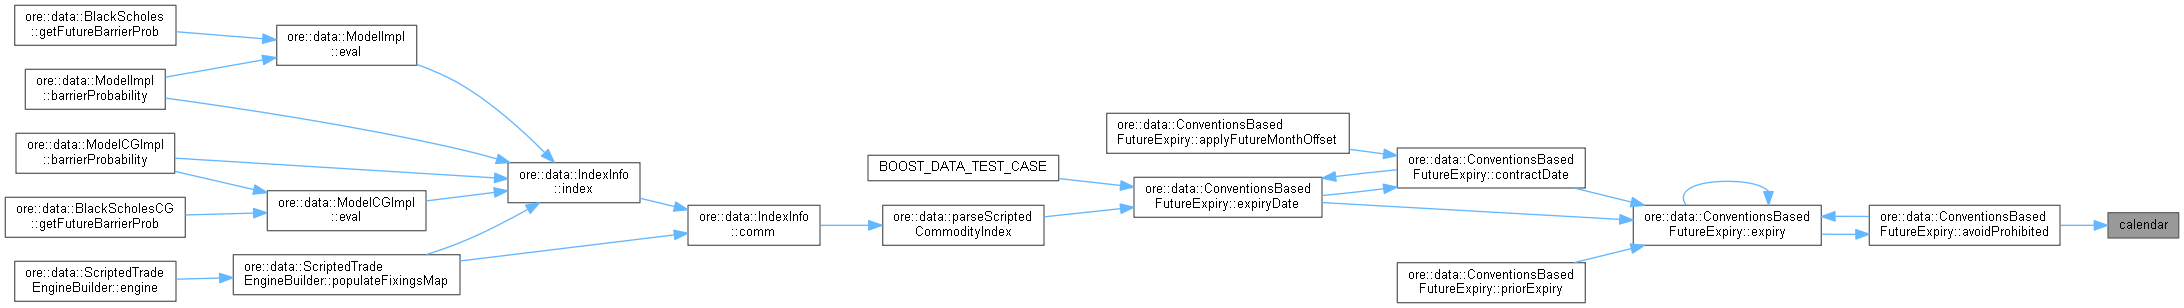 ore::data::BlackScholes
::getFutureBarrierProb
ore::data::ModelImpl
::eval
ore::data::ModelImpl
::barrierProbability
ore::data::ModelCGImpl
::barrierProbability
ore::data::ModelCGImpl
::eval
ore::data::BlackScholesCG
::getFutureBarrierProb
ore::data::ScriptedTrade
EngineBuilder::engine
ore::data::ScriptedTrade
EngineBuilder::populateFixingsMap
ore::data::IndexInfo
::index
ore::data::IndexInfo
::comm
BOOST_DATA_TEST_CASE
ore::data::parseScripted
CommodityIndex
ore::data::ConventionsBased
FutureExpiry::applyFutureMonthOffset
ore::data::ConventionsBased
FutureExpiry::expiryDate
ore::data::ConventionsBased
FutureExpiry::contractDate
ore::data::ConventionsBased
FutureExpiry::priorExpiry
ore::data::ConventionsBased
FutureExpiry::expiry
ore::data::ConventionsBased
FutureExpiry::avoidProhibited
calendar